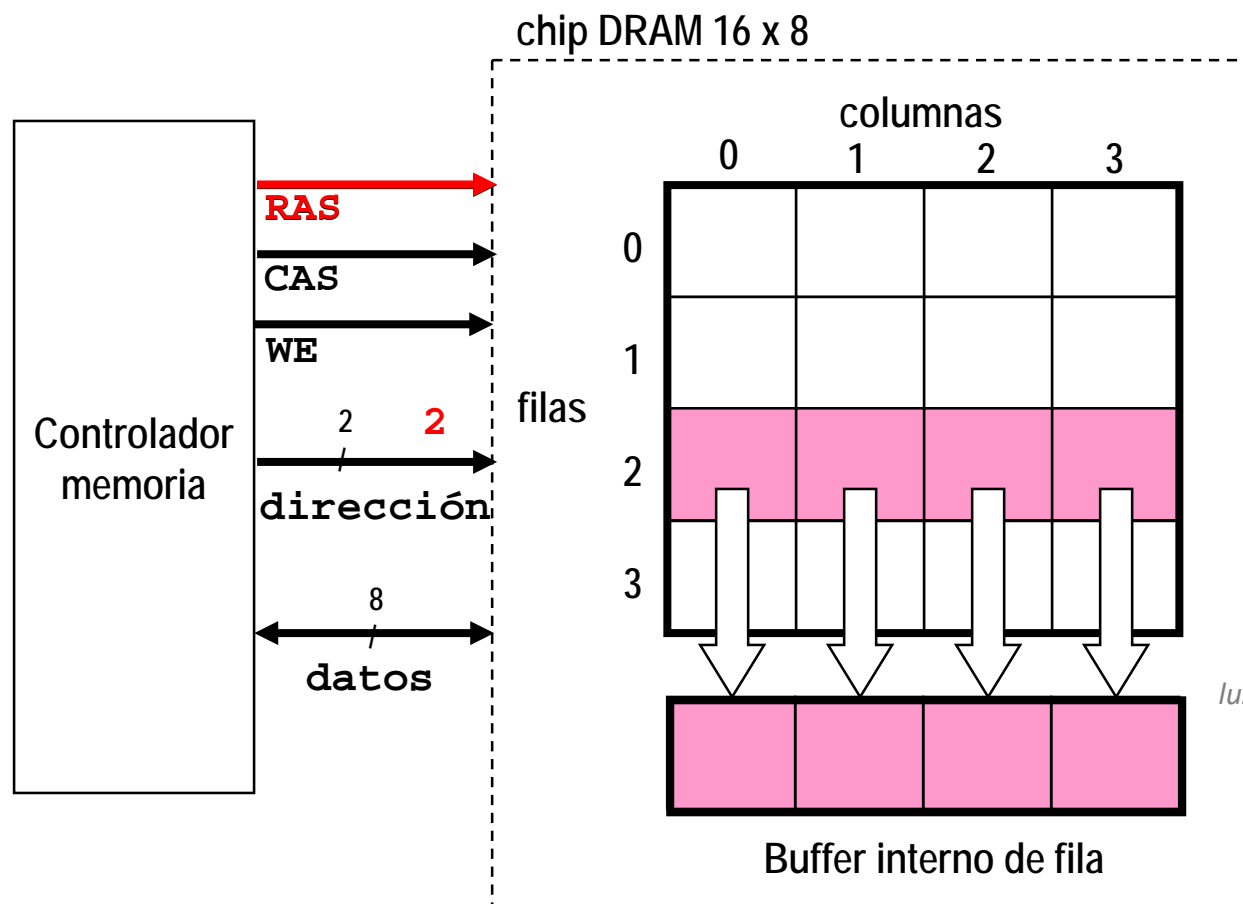 chip DRAM 16 x 8
columnas
0 1 2 3
RAS
CAS
WE
Controlador
memoria
2 2
dirección
8
datos
filas
0
1
2
3
Buffer interno de fila